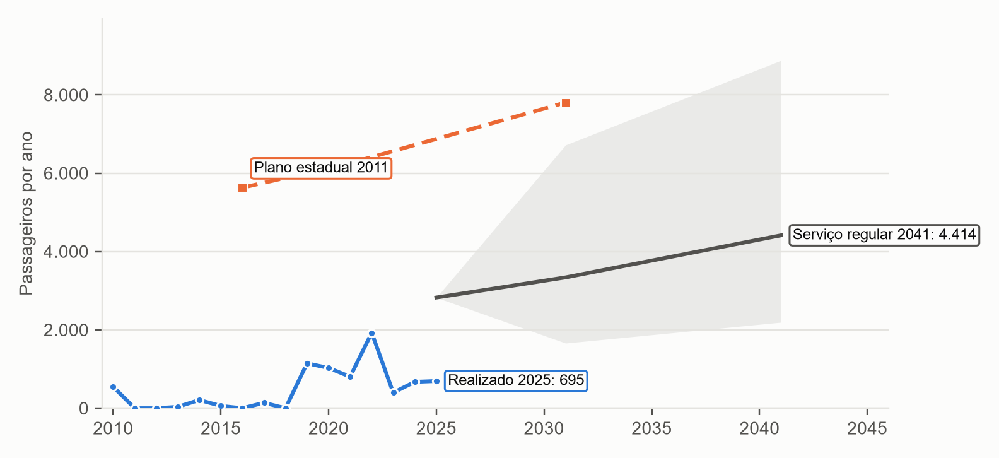 Passageiros por ano
8.000
6.000
4.000
2.000
0
Plano estadual 2011
Serviço regular 2041: 4.414
Realizado 2025: 695
2010 2015 2020 2025 2030 2035 2040 2045